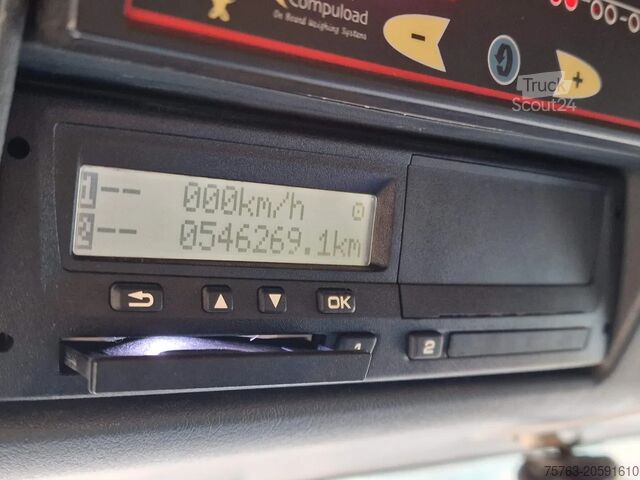 Compuload
On Board Weighing Systems
-
+
Truck
Scout24
1-- 000km/h
2-- 0546269.1km
OK
1
2
75763-20591610